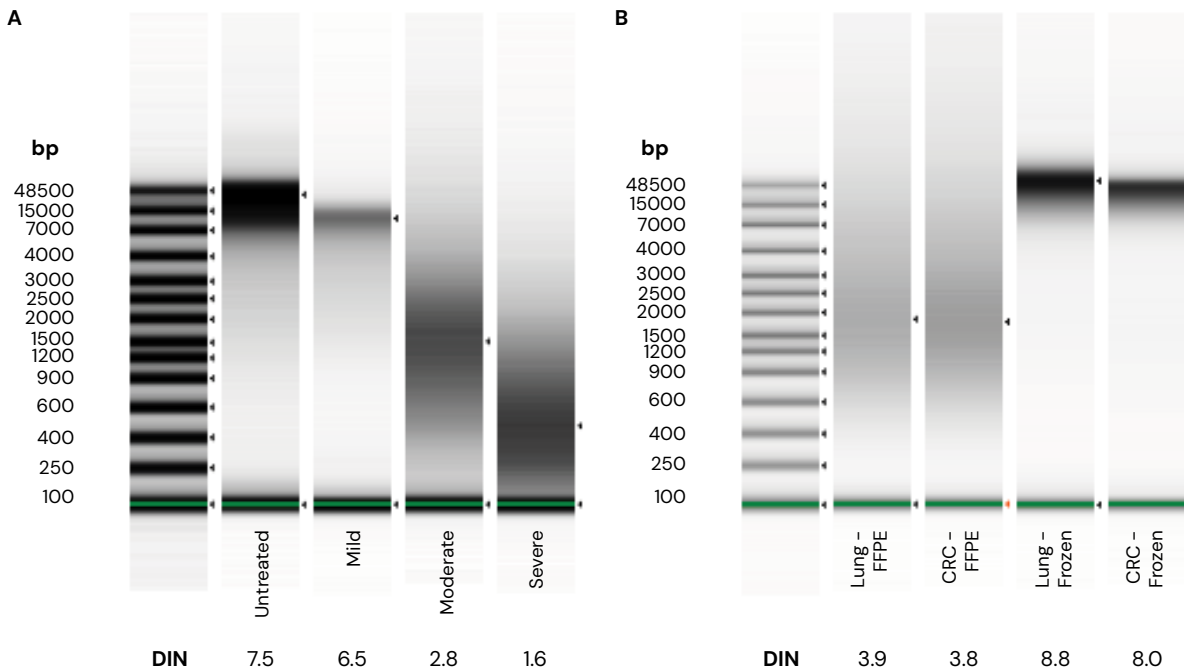 A
bp
48500
15000
7000
4000
3000
2500
2000
1500
1200
900
600
400
250
100
Untreated
Mild
Moderate
Severe
DIN 7.5 6.5 2.8 1.6
B
bp
48500
15000
7000
4000
3000
2500
2000
1500
1200
900
600
400
250
100
Lung –
FFPE
CRC –
FFPE
Lung –
Frozen
CRC –
Frozen
DIN 3.9 3.8 8.8 8.0